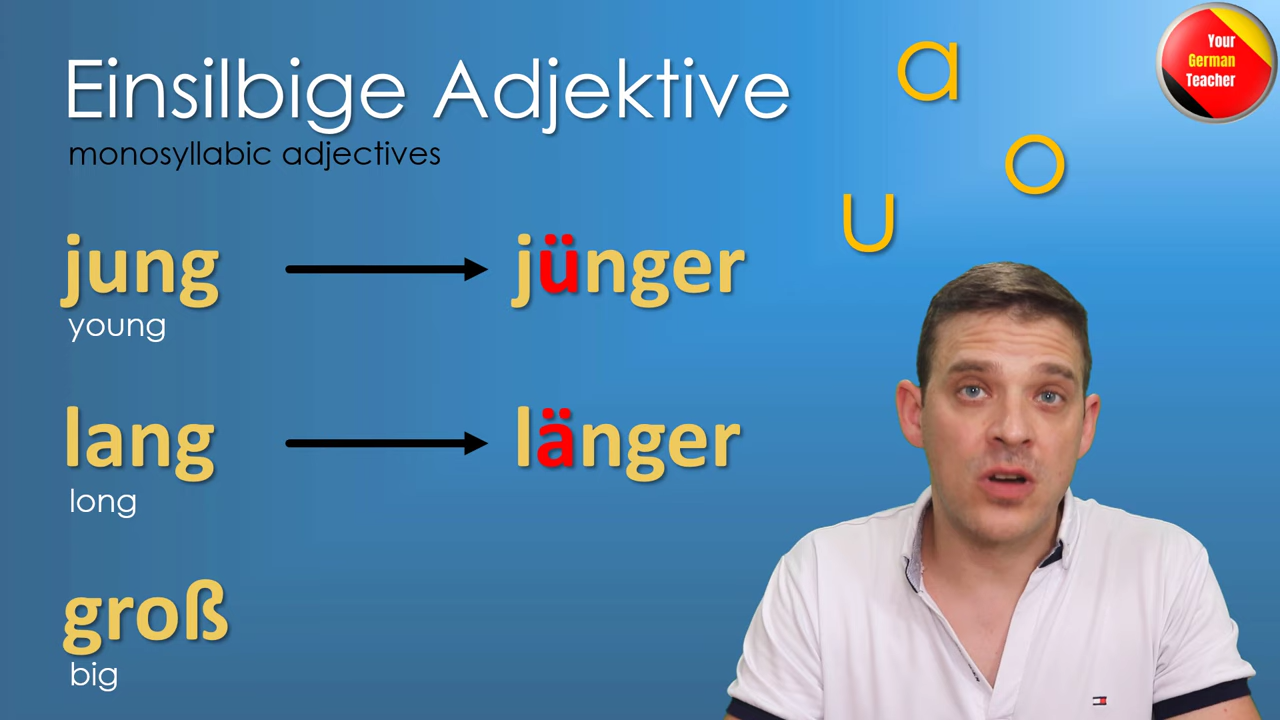 Einsilbige Adjektive
monosyllabic adjectives
a
o
u
jung jünger
young
lang länger
long
groß
big
Your
German
Teacher